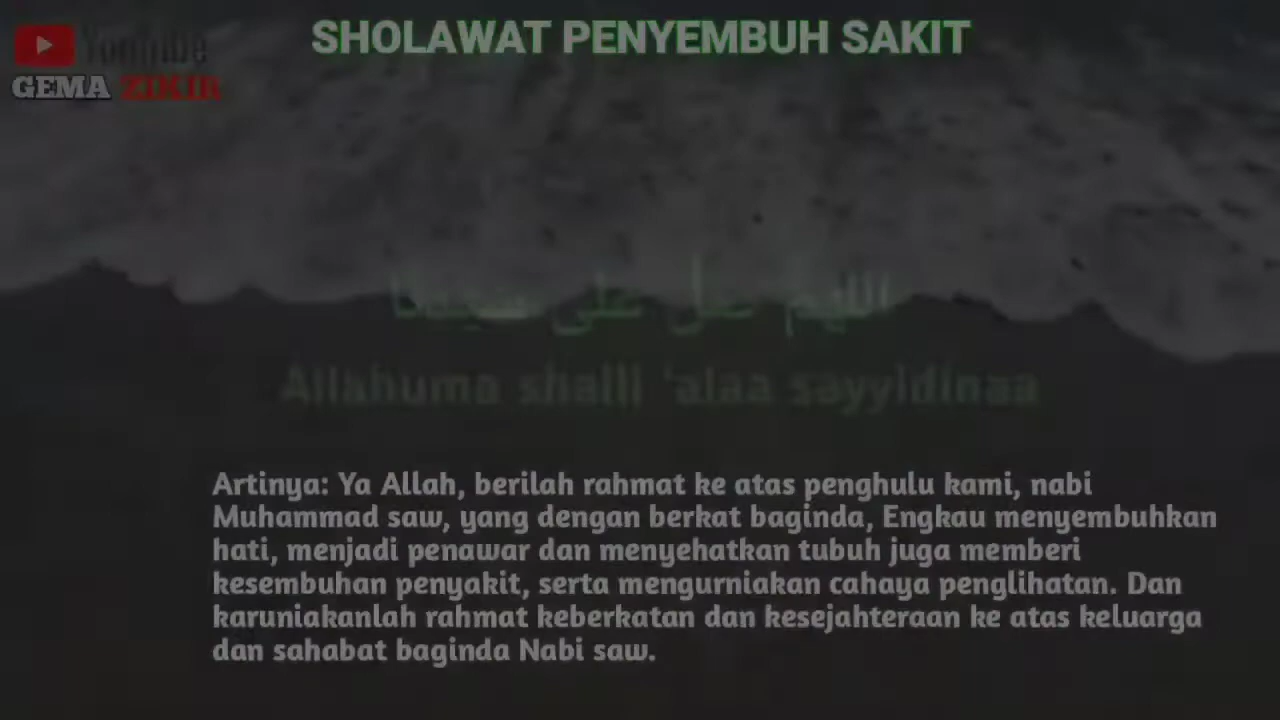 SHOLAWAT PENYEMBUH SAKIT
YouTube
GEMA ZIKIR
اللهم صل على سيدنا
Allahuma shalli 'alaa sayyidinaa
Artinya: Ya Allah, berilah rahmat ke atas penghulu kami, nabi
Muhammad saw, yang dengan berkat baginda, Engkau menyembuhkan
hati, menjadi penawar dan menyehatkan tubuh juga memberi
kesembuhan penyakit, serta mengurniakan cahaya penglihatan. Dan
karuniakanlah rahmat keberkatan dan kesejahteraan ke atas keluarga
dan sahabat baginda Nabi saw.